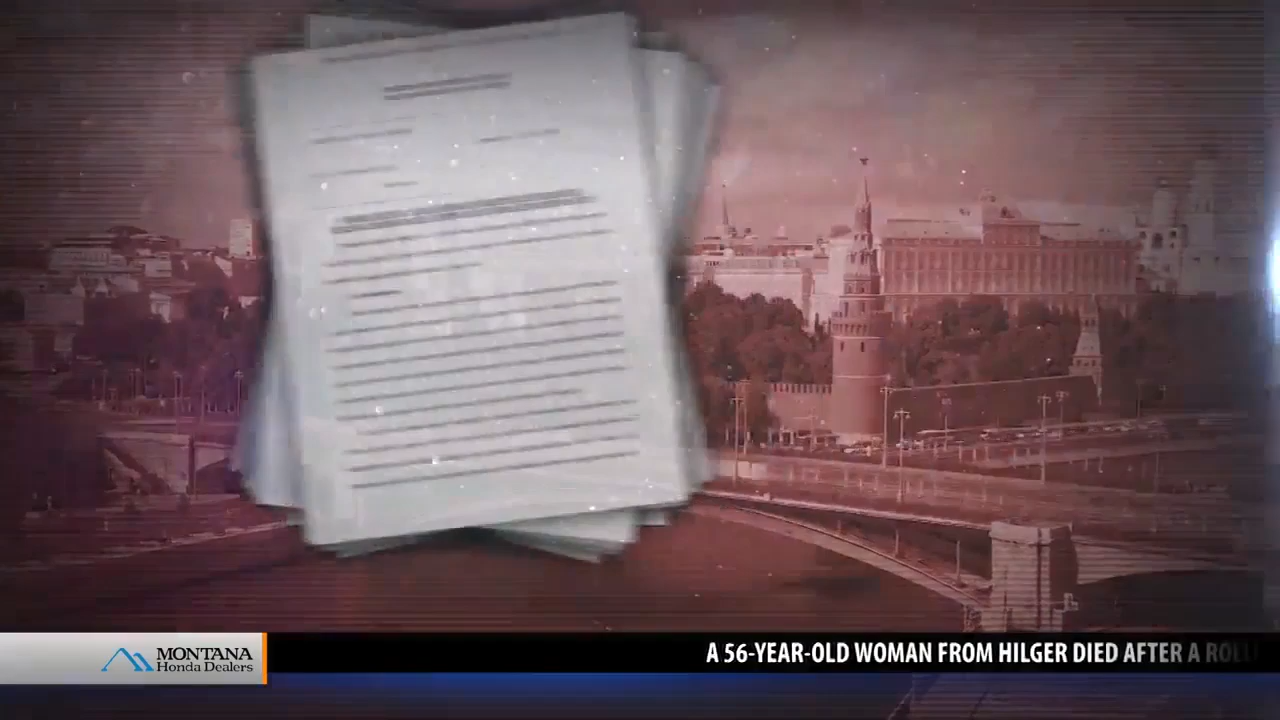 MONTANA
Honda Dealers
A 56-YEAR-OLD WOMAN FROM HILGER DIED AFTER A